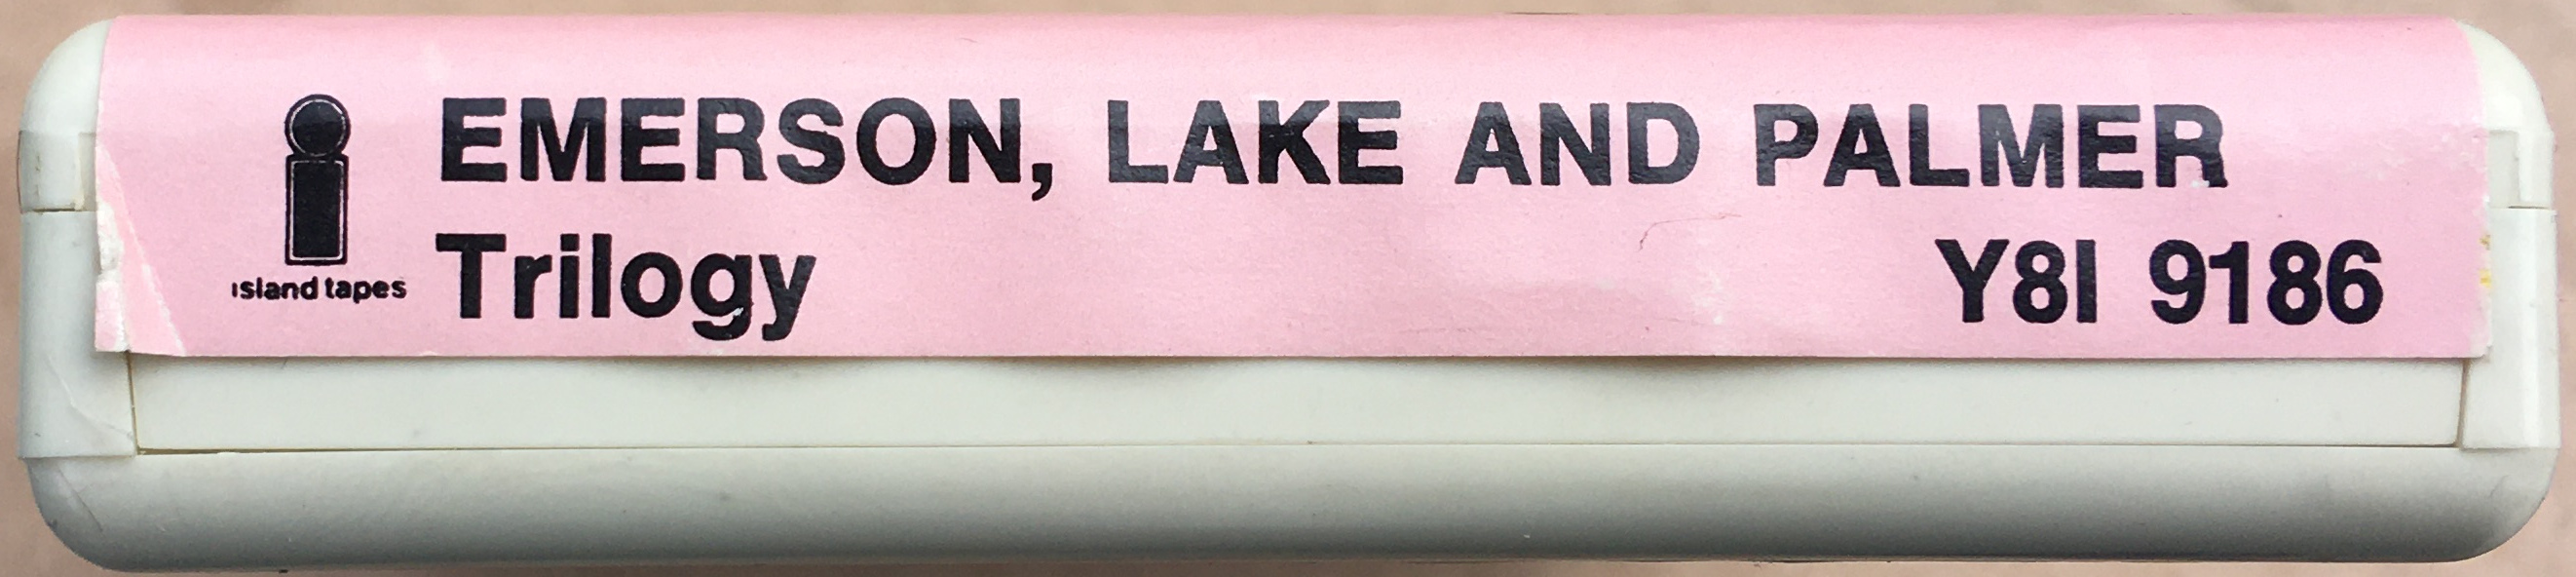 EMERSON, LAKE AND PALMER
island tapes
Trilogy
Y8I 9186